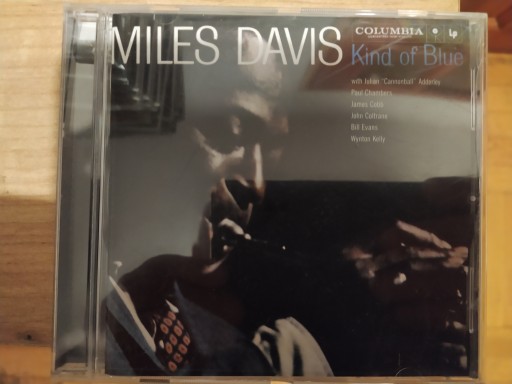 MILES DAVIS
COLUMBIA
Kind of Blue
with Julian "Cannonball" Adderley
Paul Chambers
James Cobb
John Coltrane
Bill Evans
Wynton Kelly